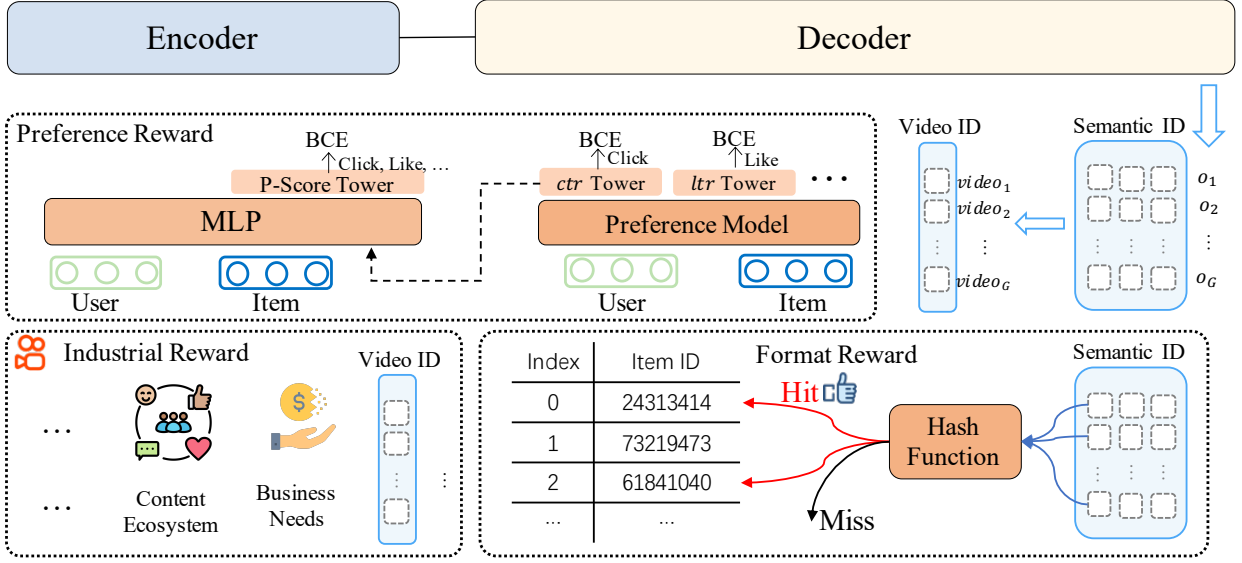 Encoder
Decoder
Preference Reward
BCE
Click, Like, …
P-Score Tower
MLP
User
Item
BCE
Click
ctr Tower
BCE
Like
ltr Tower
...
Preference Model
User
Item
Video ID
video₁
video₂
⋮
⋮
video_G
Semantic ID
o₁
o₂
⋮
⋮ ⋮ ⋮
o_G
Industrial Reward
...
...
Content
Ecosystem
$
Business
Needs
Video ID
⋮
⋮
Format Reward
Index Item ID
0 24313414
1 73219473
2 61841040
... ...
Hit
Miss
Hash
Function
Semantic ID
⋮ ⋮ ⋮